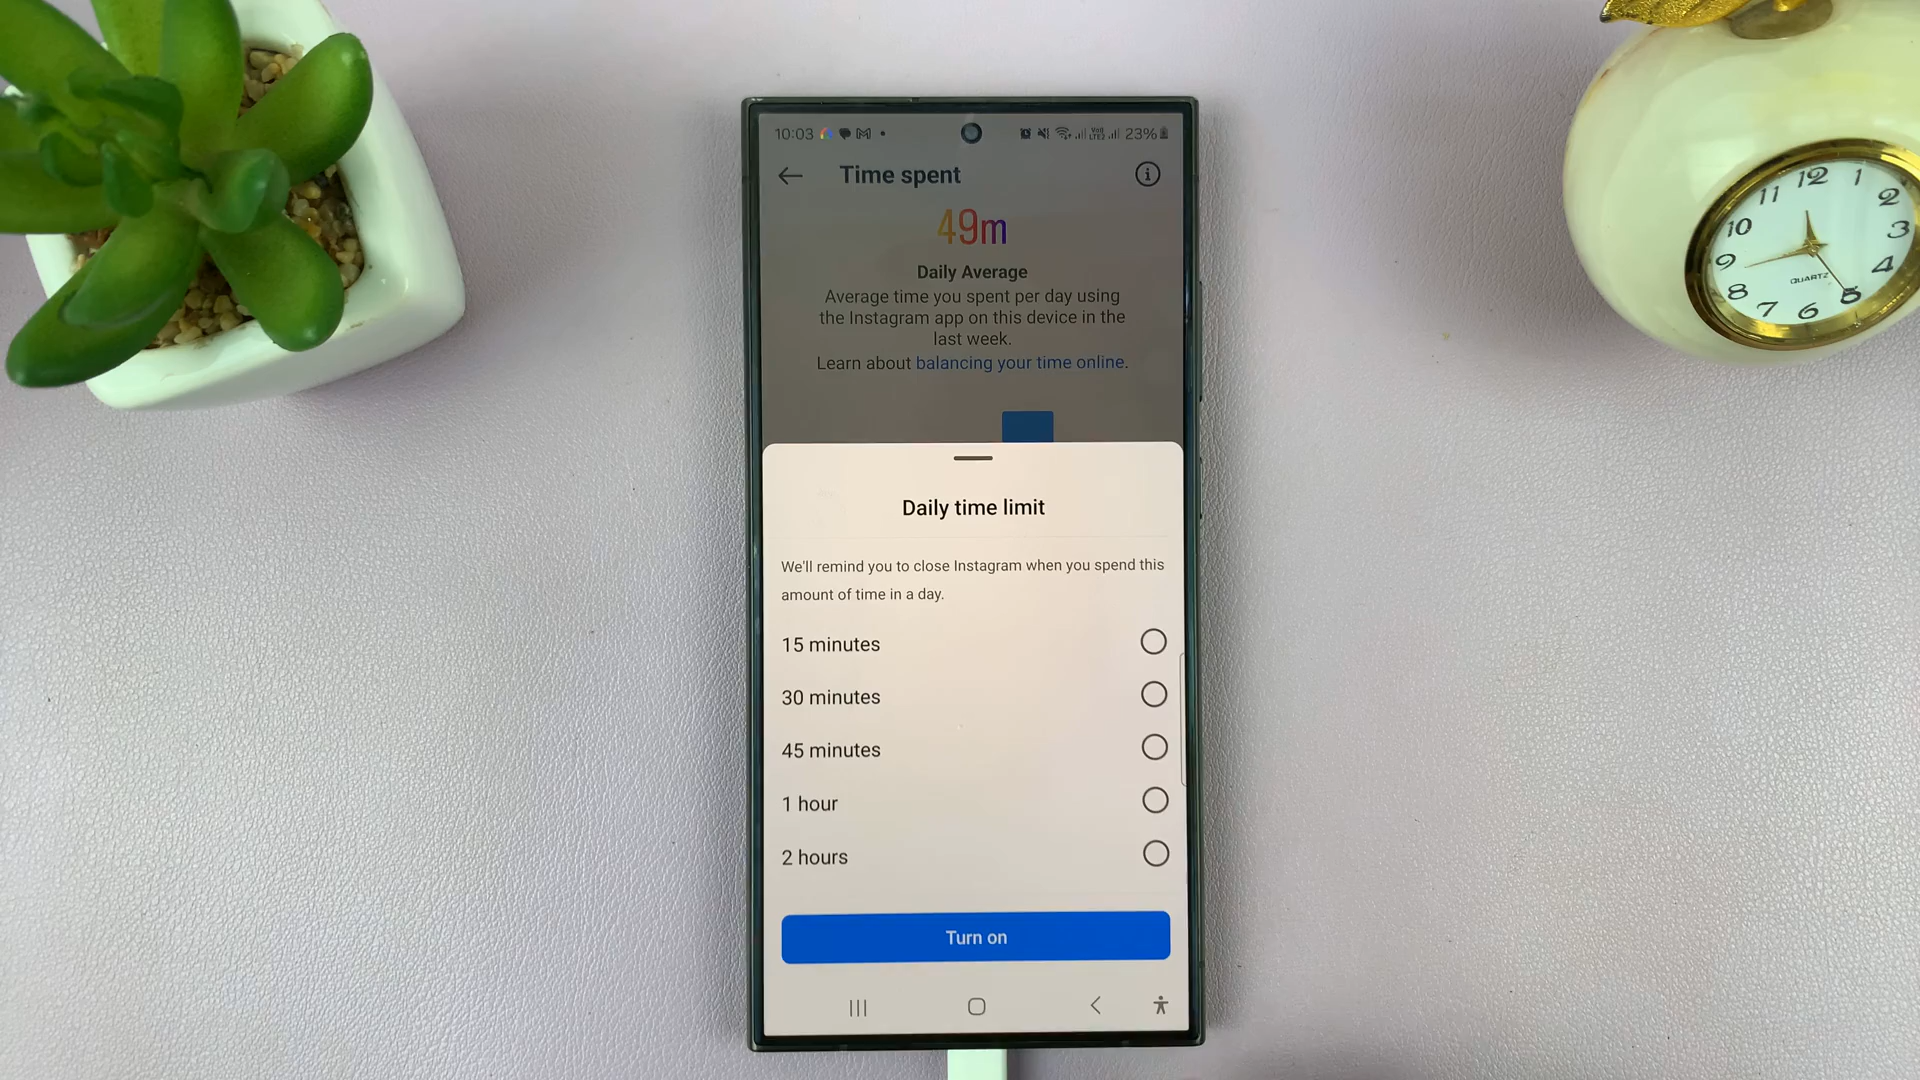 10:03
VoI
LTE2
23%
Time spent
49m
Daily Average
Average time you spent per day using
the Instagram app on this device in the
last week.
Learn about balancing your time online.
Daily time limit
We'll remind you to close Instagram when you spend this
amount of time in a day.
15 minutes
30 minutes
45 minutes
1 hour
2 hours
Turn on
12
1
2
3
4
5
6
7
8
9
10
11
QUARTZ